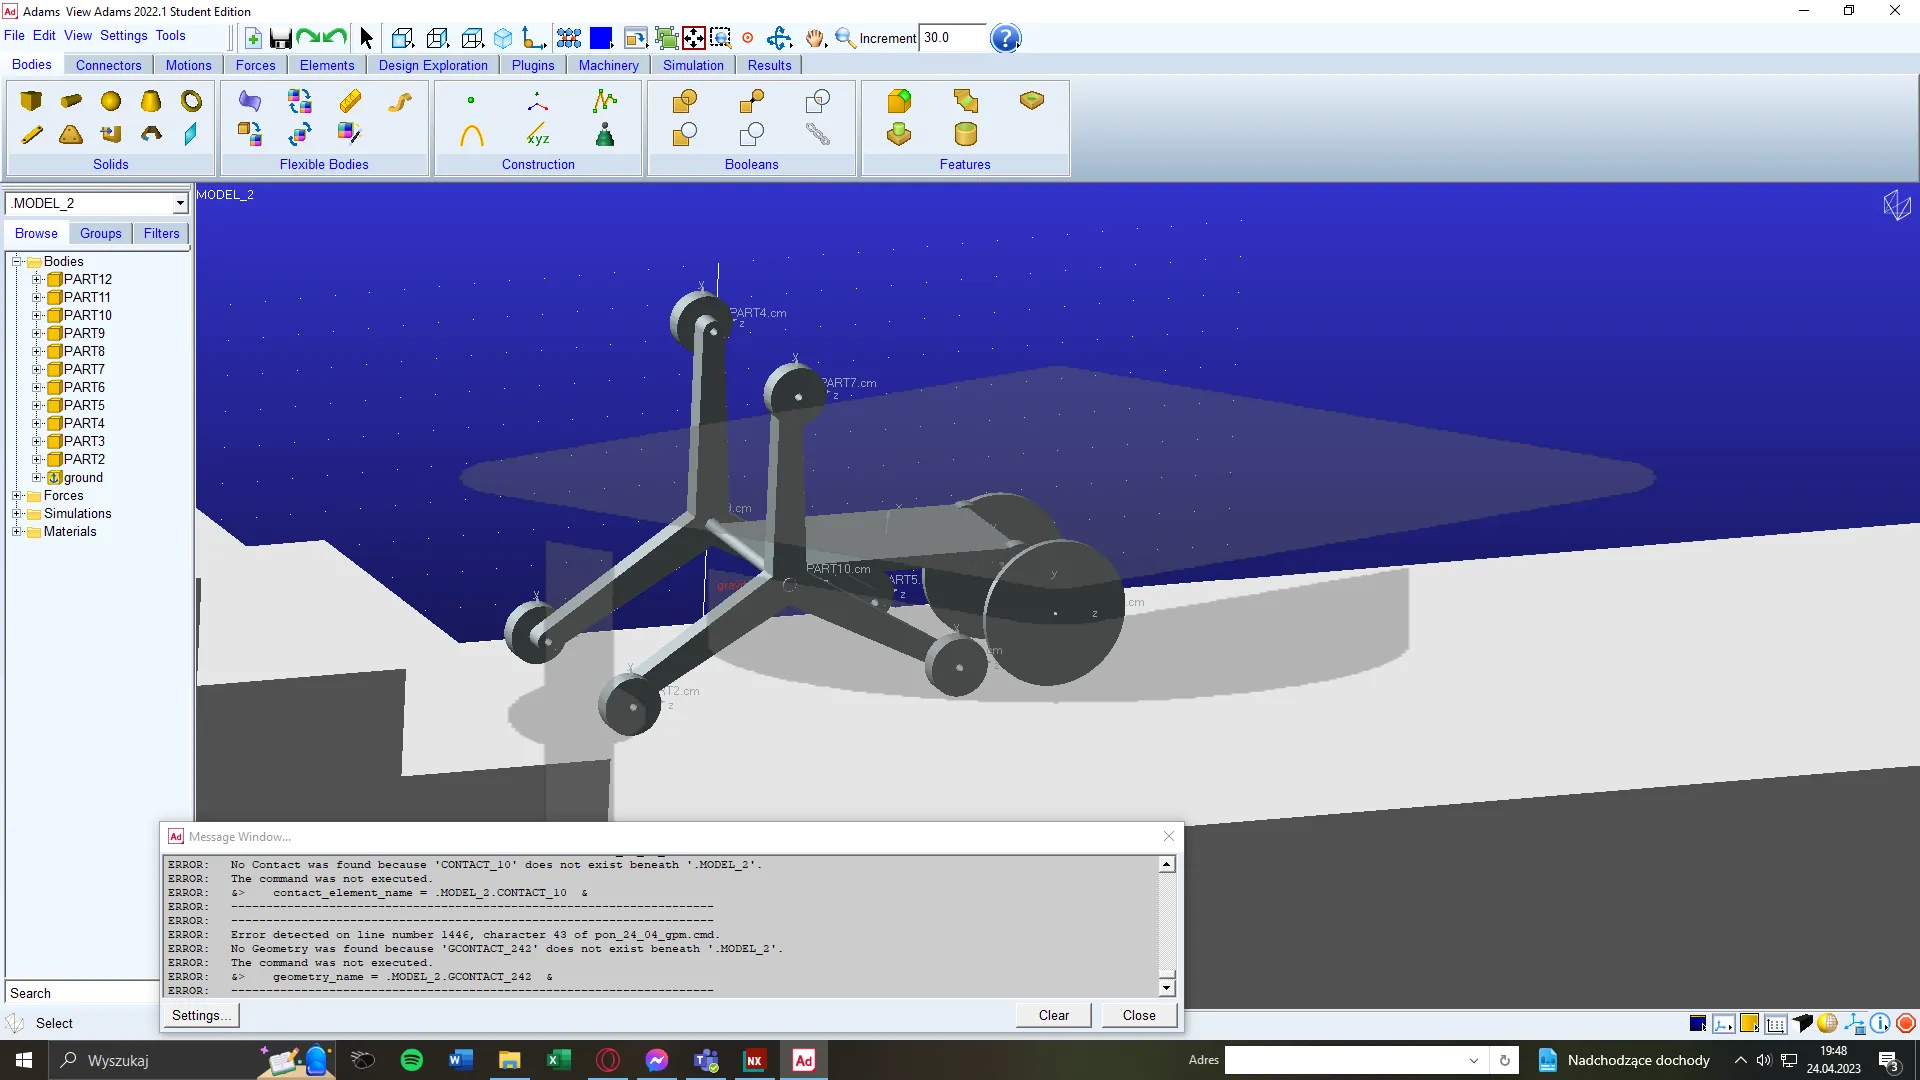 Adams View Adams 2022.1 Student Edition
File Edit View Settings Tools
Increment 30.0
Bodies Connectors Motions Forces Elements Design Exploration Plugins Machinery Simulation Results
xyz
Solids Flexible Bodies Construction Booleans Features
.MODEL_2
MODEL_2
Browse Groups Filters
Bodies
PART12
PART11
PART10
PART9
PART8
PART7
PART6
PART5
PART4
PART3
PART2
ground
Forces
Simulations
Materials
PART4.cm
PART7.cm
PART10.cm
Message Window...
ERROR: No Contact was found because 'CONTACT_10' does not exist beneath '.MODEL_2'.
ERROR: The command was not executed.
ERROR: &> contact_element_name = .MODEL_2.CONTACT_10 &
ERROR: ---------------------------------------------------------------------
ERROR: ---------------------------------------------------------------------
ERROR: Error detected on line number 1446, character 43 of pon_24_04_gpm.cmd.
ERROR: No Geometry was found because 'GCONTACT_242' does not exist beneath '.MODEL_2'.
ERROR: The command was not executed.
ERROR: &> geometry_name = .MODEL_2.GCONTACT_242 &
ERROR: ---------------------------------------------------------------------
Settings... Clear Close
Search
Select
Wyszukaj
Adres
Nadchodzące dochody
19:48
24.04.2023
3